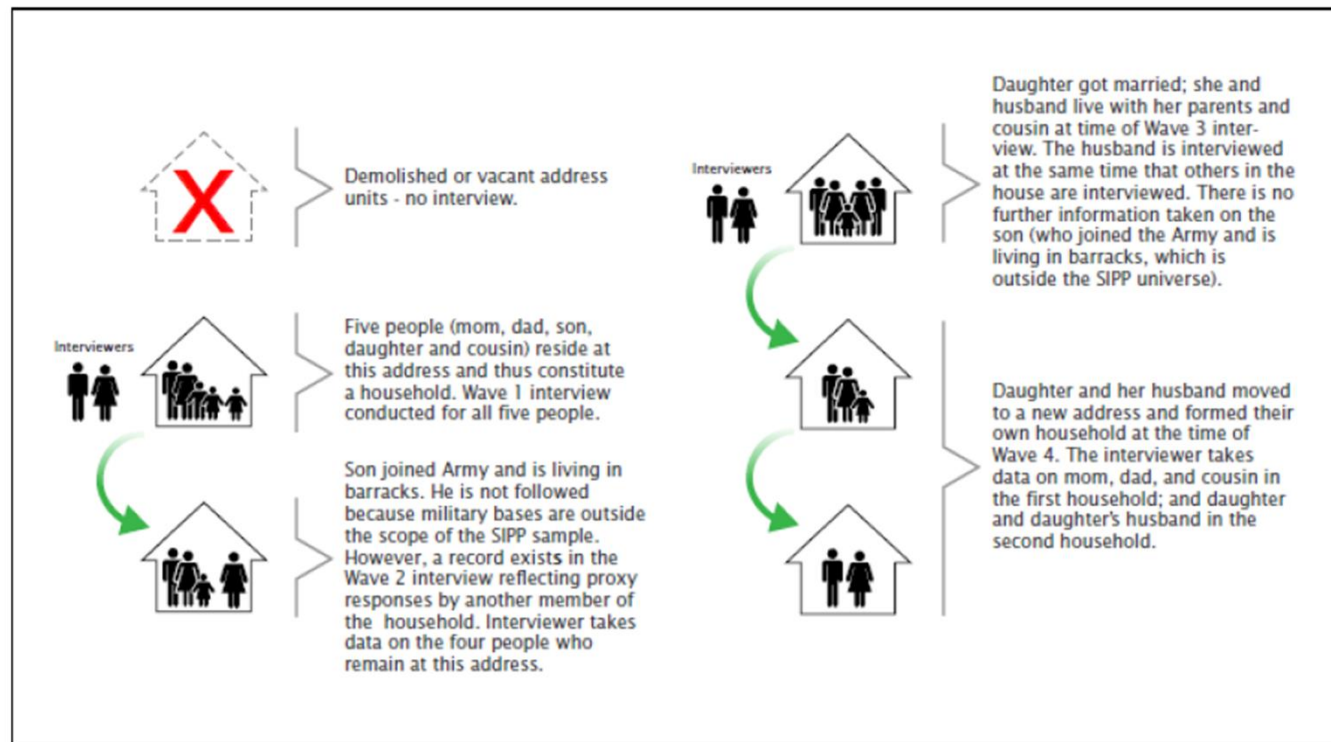 Demolished or vacant address
units - no interview.
Interviewers
Five people (mom, dad, son,
daughter and cousin) reside at
this address and thus constitute
a household. Wave 1 interview
conducted for all five people.
Son joined Army and is living in
barracks. He is not followed
because military bases are outside
the scope of the SIPP sample.
However, a record exists in the
Wave 2 interview reflecting proxy
responses by another member of
the household. Interviewer takes
data on the four people who
remain at this address.
Interviewers
Daughter got married; she and
husband live with her parents and
cousin at time of Wave 3 inter-
view. The husband is interviewed
at the same time that others in the
house are interviewed. There is no
further information taken on the
son (who joined the Army and is
living in barracks, which is
outside the SIPP universe).
Daughter and her husband moved
to a new address and formed their
own household at the time of
Wave 4. The interviewer takes
data on mom, dad, and cousin in
the first household; and daughter
and daughter's husband in the
second household.